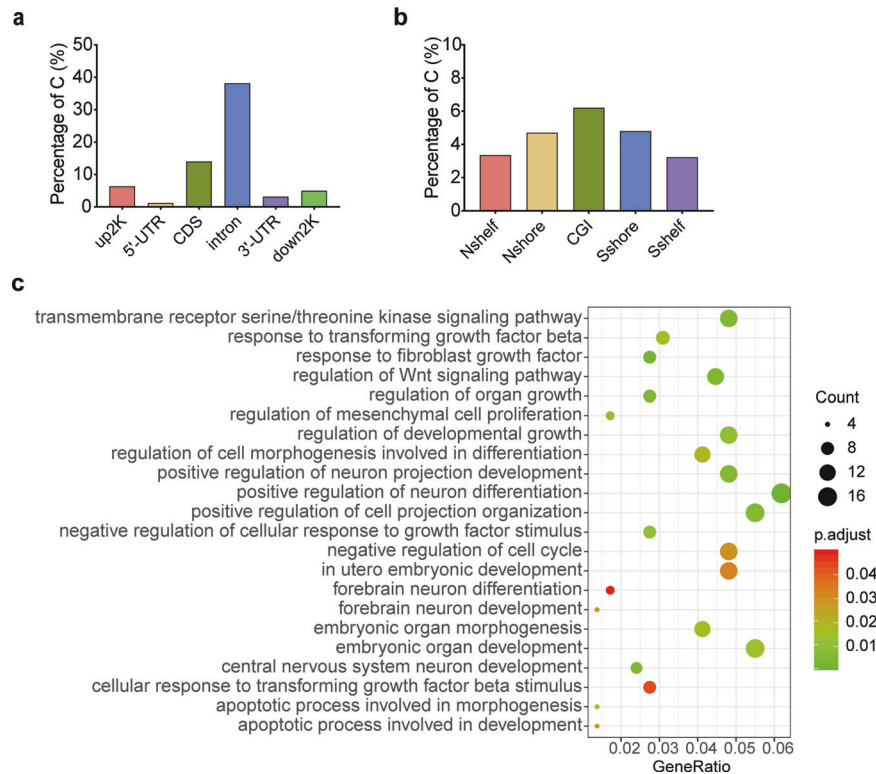 a
Percentage of C (%)
50
40
30
20
10
0
up2K
5'-UTR
CDS
intron
3'-UTR
down2K
b
Percentage of C (%)
10
8
6
4
2
0
Nshelf
Nshore
CGI
Sshore
Sshelf
c
transmembrane receptor serine/threonine kinase signaling pathway
response to transforming growth factor beta
response to fibroblast growth factor
regulation of Wnt signaling pathway
regulation of organ growth
regulation of mesenchymal cell proliferation
regulation of developmental growth
regulation of cell morphogenesis involved in differentiation
positive regulation of neuron projection development
positive regulation of neuron differentiation
positive regulation of cell projection organization
negative regulation of cellular response to growth factor stimulus
negative regulation of cell cycle
in utero embryonic development
forebrain neuron differentiation
forebrain neuron development
embryonic organ morphogenesis
embryonic organ development
central nervous system neuron development
cellular response to transforming growth factor beta stimulus
apoptotic process involved in morphogenesis
apoptotic process involved in development
0.02 0.03 0.04 0.05 0.06
GeneRatio
Count
4
8
12
16
p.adjust
0.04
0.03
0.02
0.01